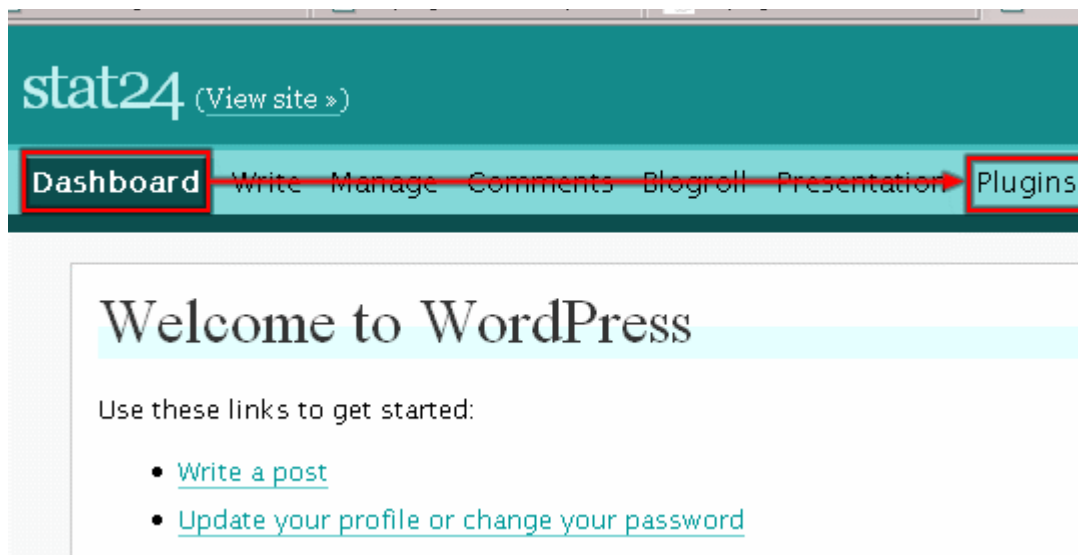 stat24 (View site »)
Dashboard Write Manage Comments Blogroll Presentation Plugins
Welcome to WordPress
Use these links to get started:
• Write a post
• Update your profile or change your password